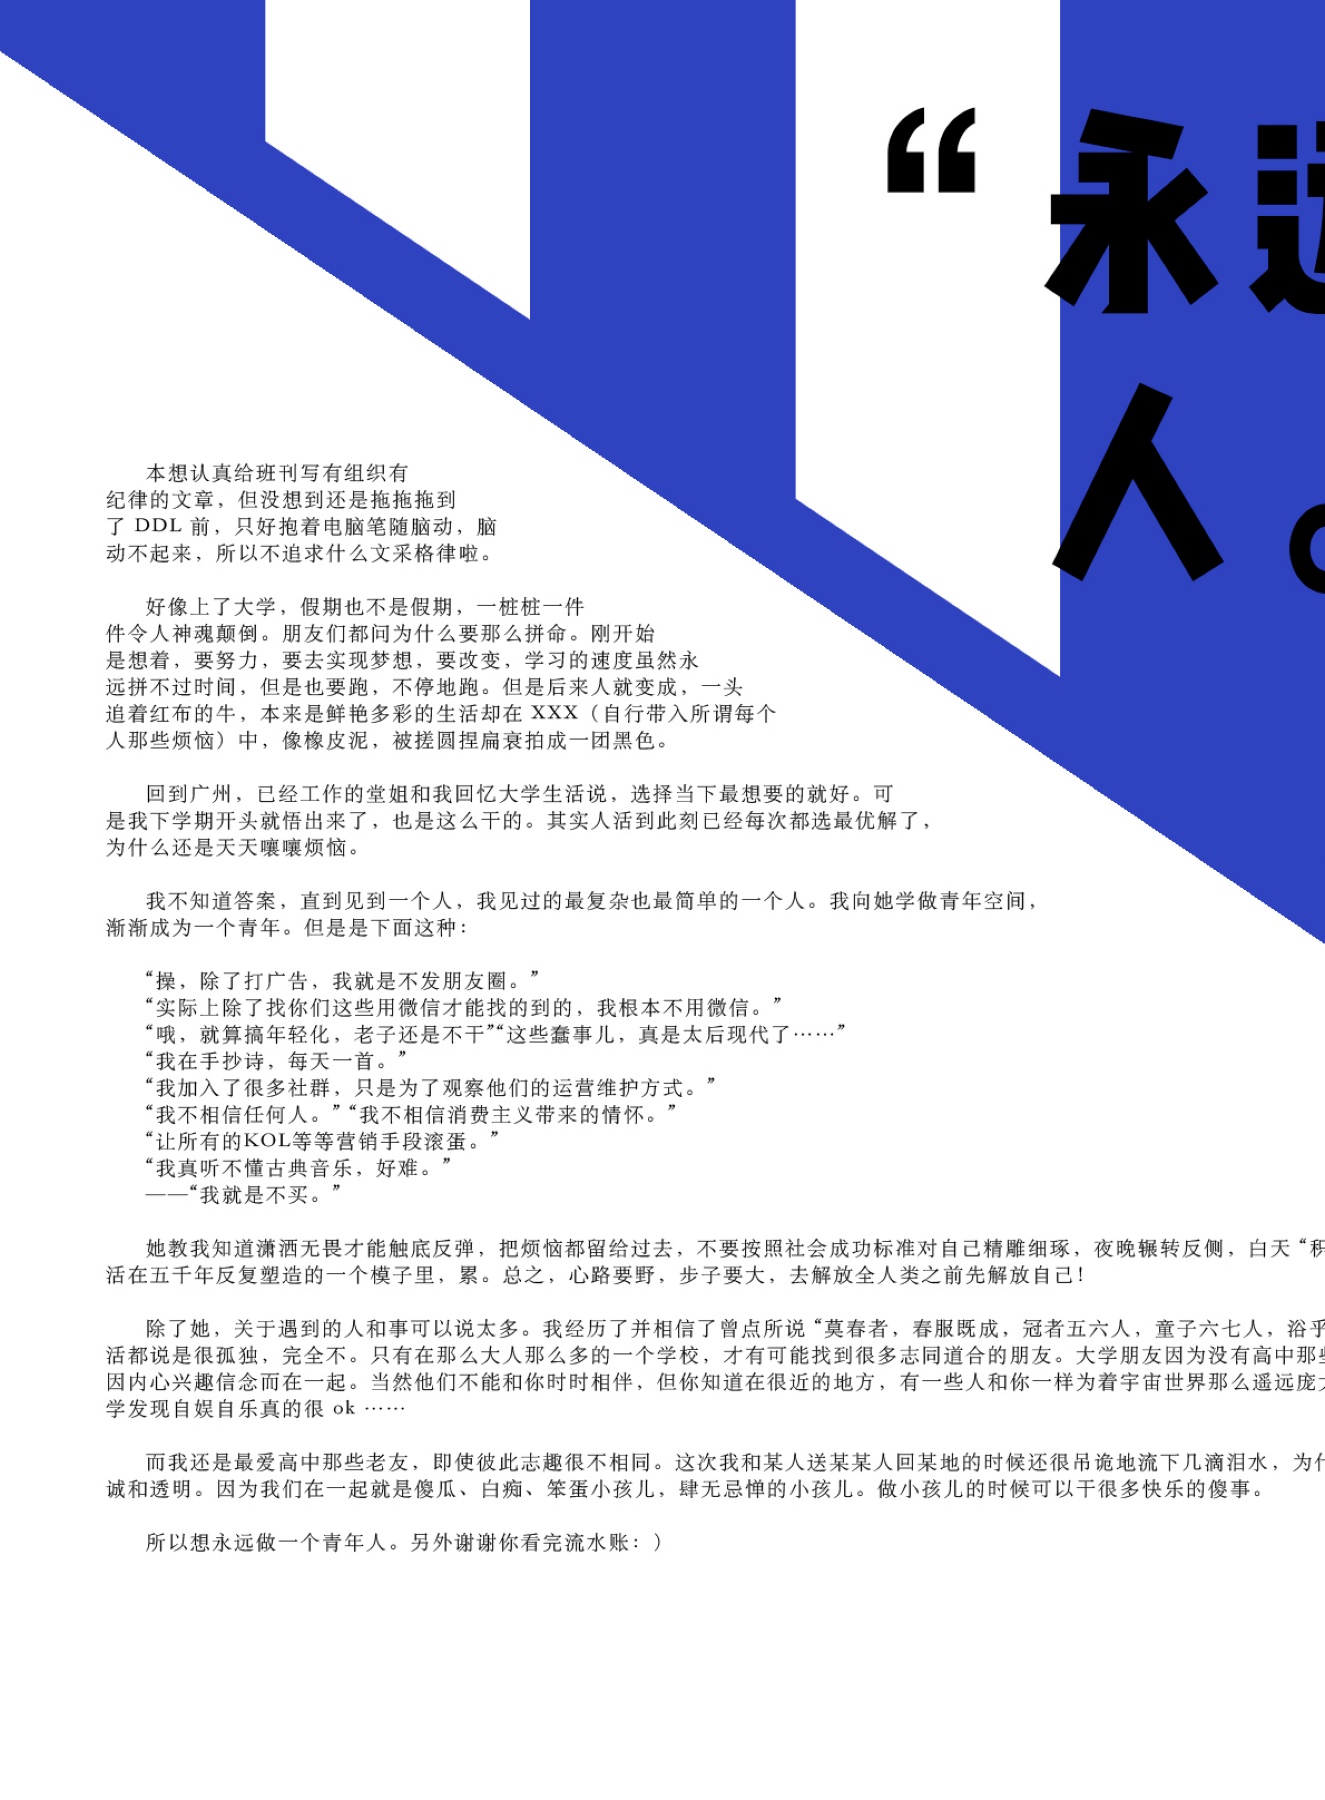 “永远
人。
本想认真给班刊写有组织有
纪律的文章，但没想到还是拖拖拖到
了 DDL 前，只好抱着电脑笔随脑动，脑
动不起来，所以不追求什么文采格律啦。
好像上了大学，假期也不是假期，一桩桩一件
件令人神魂颠倒。朋友们都问为什么要那么拼命。刚开始
是想着，要努力，要去实现梦想，要改变，学习的速度虽然永
远拼不过时间，但是也要跑，不停地跑。但是后来人就变成，一头
追着红布的牛，本来是鲜艳多彩的生活却在 XXX（自行带入所谓每个
人那些烦恼）中，像橡皮泥，被搓圆捏扁衰拍成一团黑色。
回到广州，已经工作的堂姐和我回忆大学生活说，选择当下最想要的就好。可
是我下学期开头就悟出来了，也是这么干的。其实人活到此刻已经每次都选最优解了，
为什么还是天天嚷嚷烦恼。
我不知道答案，直到见到一个人，我见过的最复杂也最简单的一个人。我向她学做青年空间，
渐渐成为一个青年。但是是下面这种：
“操，除了打广告，我就是不发朋友圈。”
“实际上除了找你们这些用微信才能找的到的，我根本不用微信。”
“哦，就算搞年轻化，老子还是不干”“这些蠢事儿，真是太后现代了……”
“我在手抄诗，每天一首。”
“我加入了很多社群，只是为了观察他们的运营维护方式。”
“我不相信任何人。” “我不相信消费主义带来的情怀。”
“让所有的KOL等等营销手段滚蛋。”
“我真听不懂古典音乐，好难。”
——“我就是不买。”
她教我知道潇洒无畏才能触底反弹，把烦恼都留给过去，不要按照社会成功标准对自己精雕细琢，夜晚辗转反侧，白天 “积
活在五千年反复塑造的一个模子里，累。总之，心路要野，步子要大，去解放全人类之前先解放自己！
除了她，关于遇到的人和事可以说太多。我经历了并相信了曾点所说 “莫春者，春服既成，冠者五六人，童子六七人，浴乎
活都说是很孤独，完全不。只有在那么大人那么多的一个学校，才有可能找到很多志同道合的朋友。大学朋友因为没有高中那些
因内心兴趣信念而在一起。当然他们不能和你时时相伴，但你知道在很近的地方，有一些人和你一样为着宇宙世界那么遥远庞大
学发现自娱自乐真的很 ok ……
而我还是最爱高中那些老友，即使彼此志趣很不相同。这次我和某人送某某人回某地的时候还很吊诡地流下几滴泪水，为什
诚和透明。因为我们在一起就是傻瓜、白痴、笨蛋小孩儿，肆无忌惮的小孩儿。做小孩儿的时候可以干很多快乐的傻事。
所以想永远做一个青年人。另外谢谢你看完流水账：）